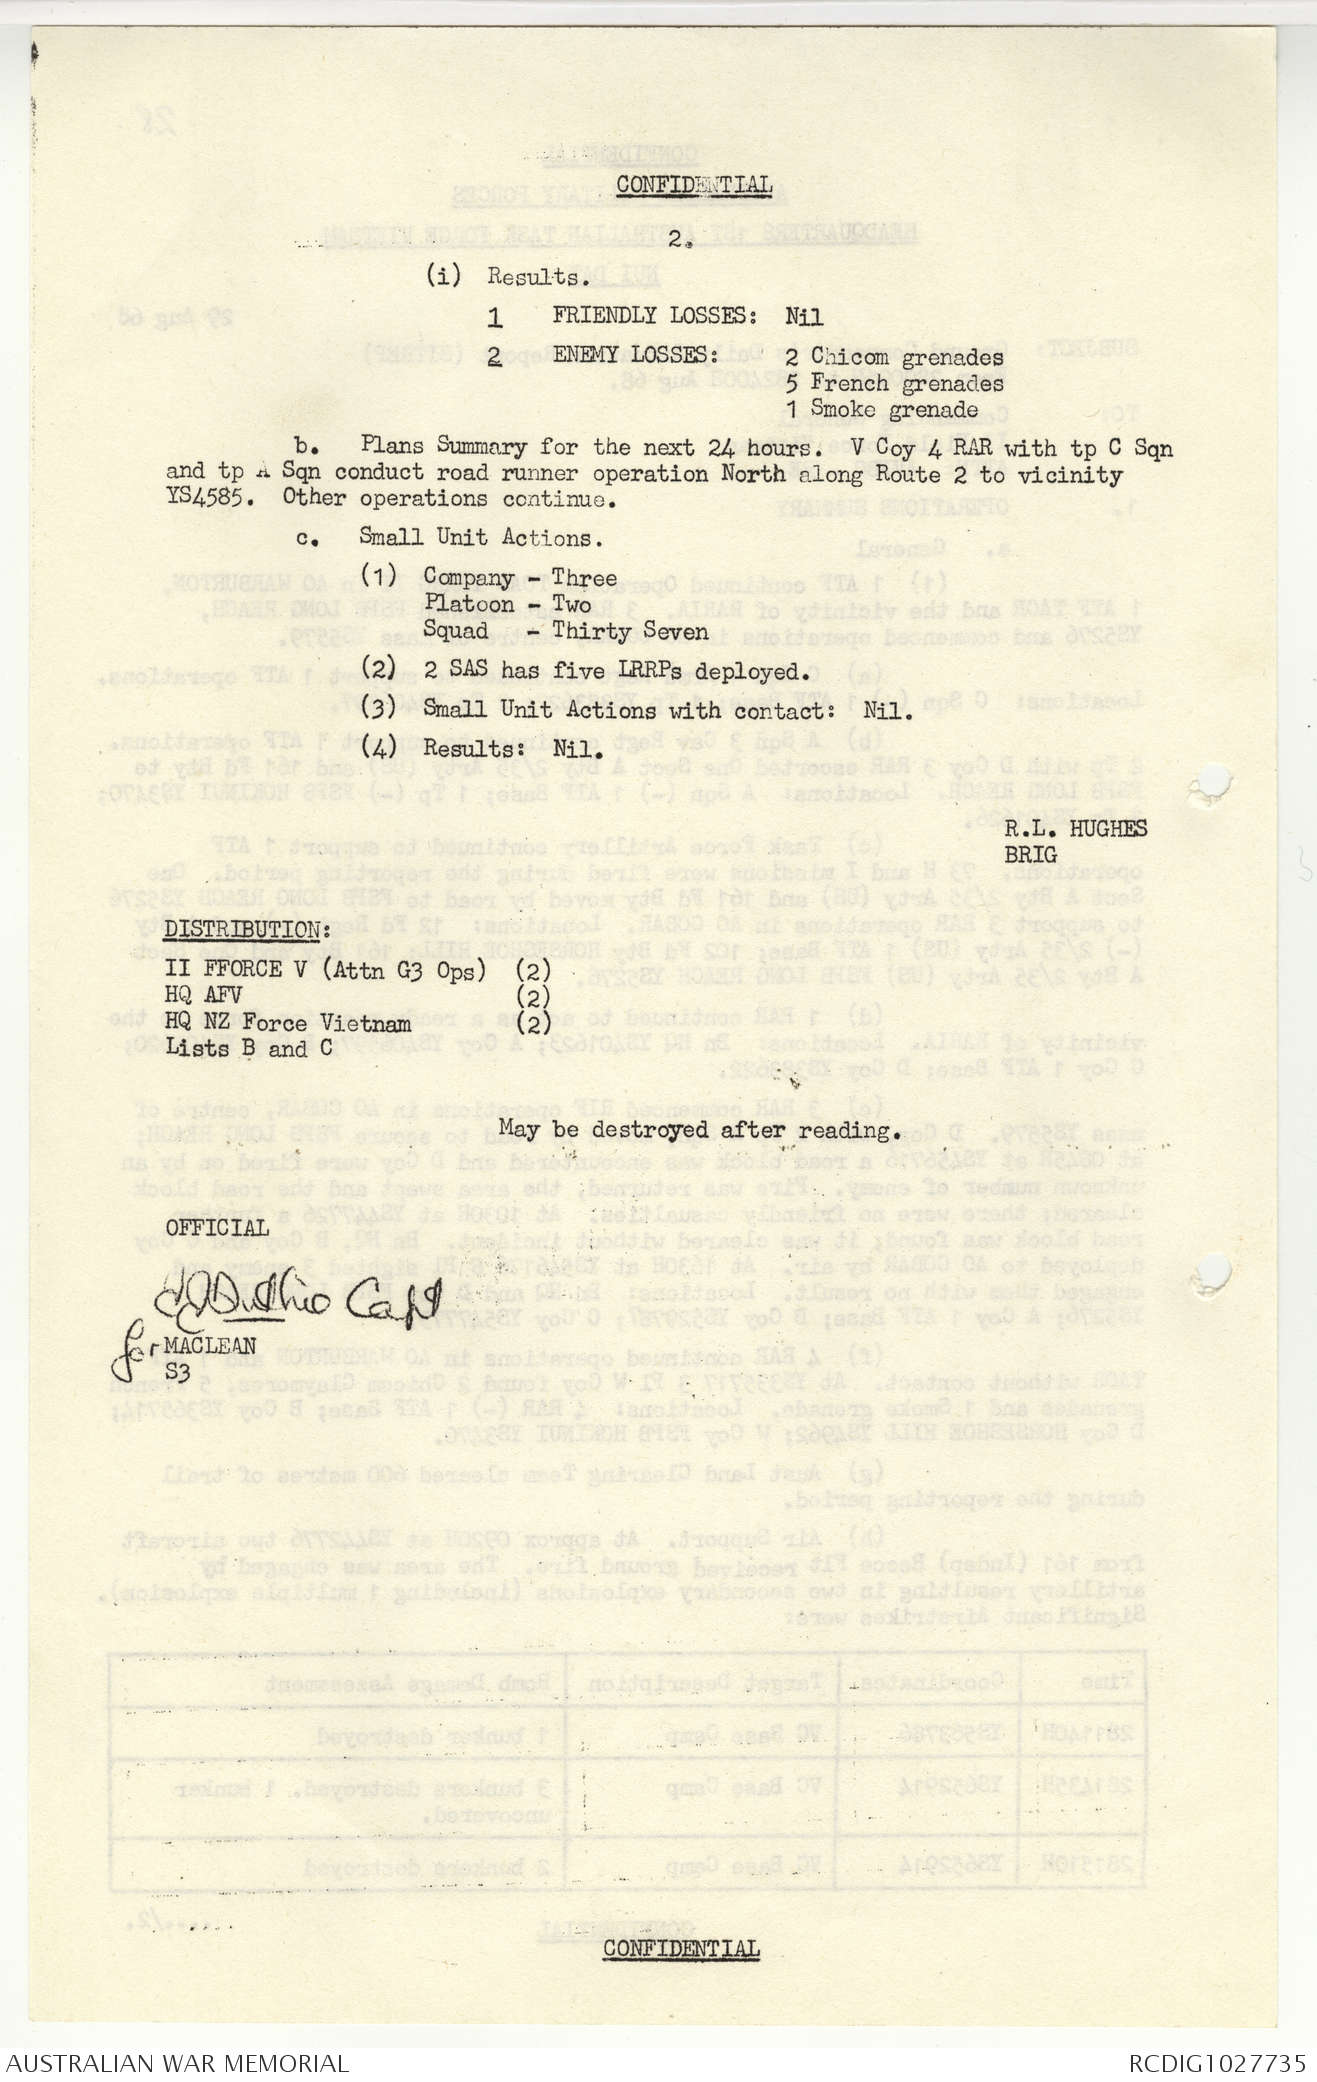 CONFIDENTIAL
2.
(i) Results.
1 FRIENDLY LOSSES: Nil
2 ENEMY LOSSES: 2 Chicom grenades
5 French grenades
1 Smoke grenade
b. Plans Summary for the next 24 hours. V Coy 4 RAR with tp C Sqn
and tp A Sqn conduct road runner operation North along Route 2 to vicinity
YS4585. Other operations continue.
c. Small Unit Actions.
(1) Company - Three
Platoon - Two
Squad - Thirty Seven
(2) 2 SAS has five LRRPs deployed.
(3) Small Unit Actions with contact: Nil.
(4) Results: Nil.
R.L. HUGHES
BRIG
DISTRIBUTION:
II FFORCE V (Attn G3 Ops) (2)
HQ AFV (2)
HQ NZ Force Vietnam (2)
Lists B and C
May be destroyed after reading.
OFFICIAL
Capt
for MACLEAN
S3
CONFIDENTIAL
AUSTRALIAN WAR MEMORIAL RCDIG1027735